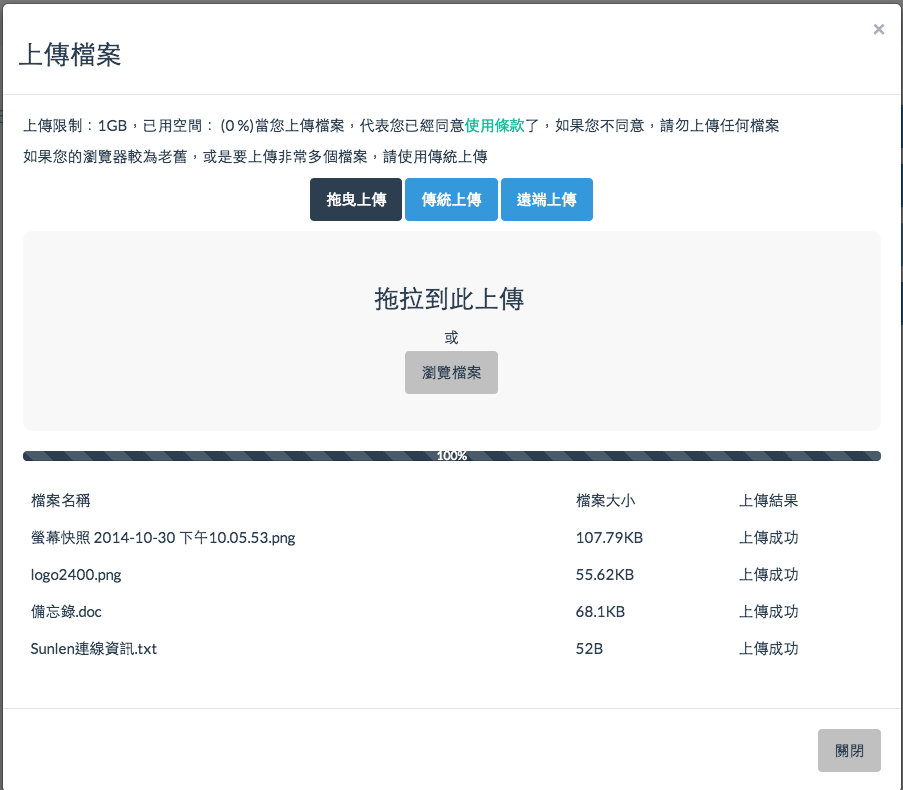 ×
上傳檔案
上傳限制：1GB，已用空間： (0 %)當您上傳檔案，代表您已經同意使用條款了，如果您不同意，請勿上傳任何檔案
如果您的瀏覽器較為老舊，或是要上傳非常多個檔案，請使用傳統上傳
拖曳上傳 傳統上傳 遠端上傳
拖拉到此上傳
或
瀏覽檔案
100%
檔案名稱 檔案大小 上傳結果
螢幕快照 2014-10-30 下午10.05.53.png 107.79KB 上傳成功
logo2400.png 55.62KB 上傳成功
備忘錄.doc 68.1KB 上傳成功
Sunlen連線資訊.txt 52B 上傳成功
關閉